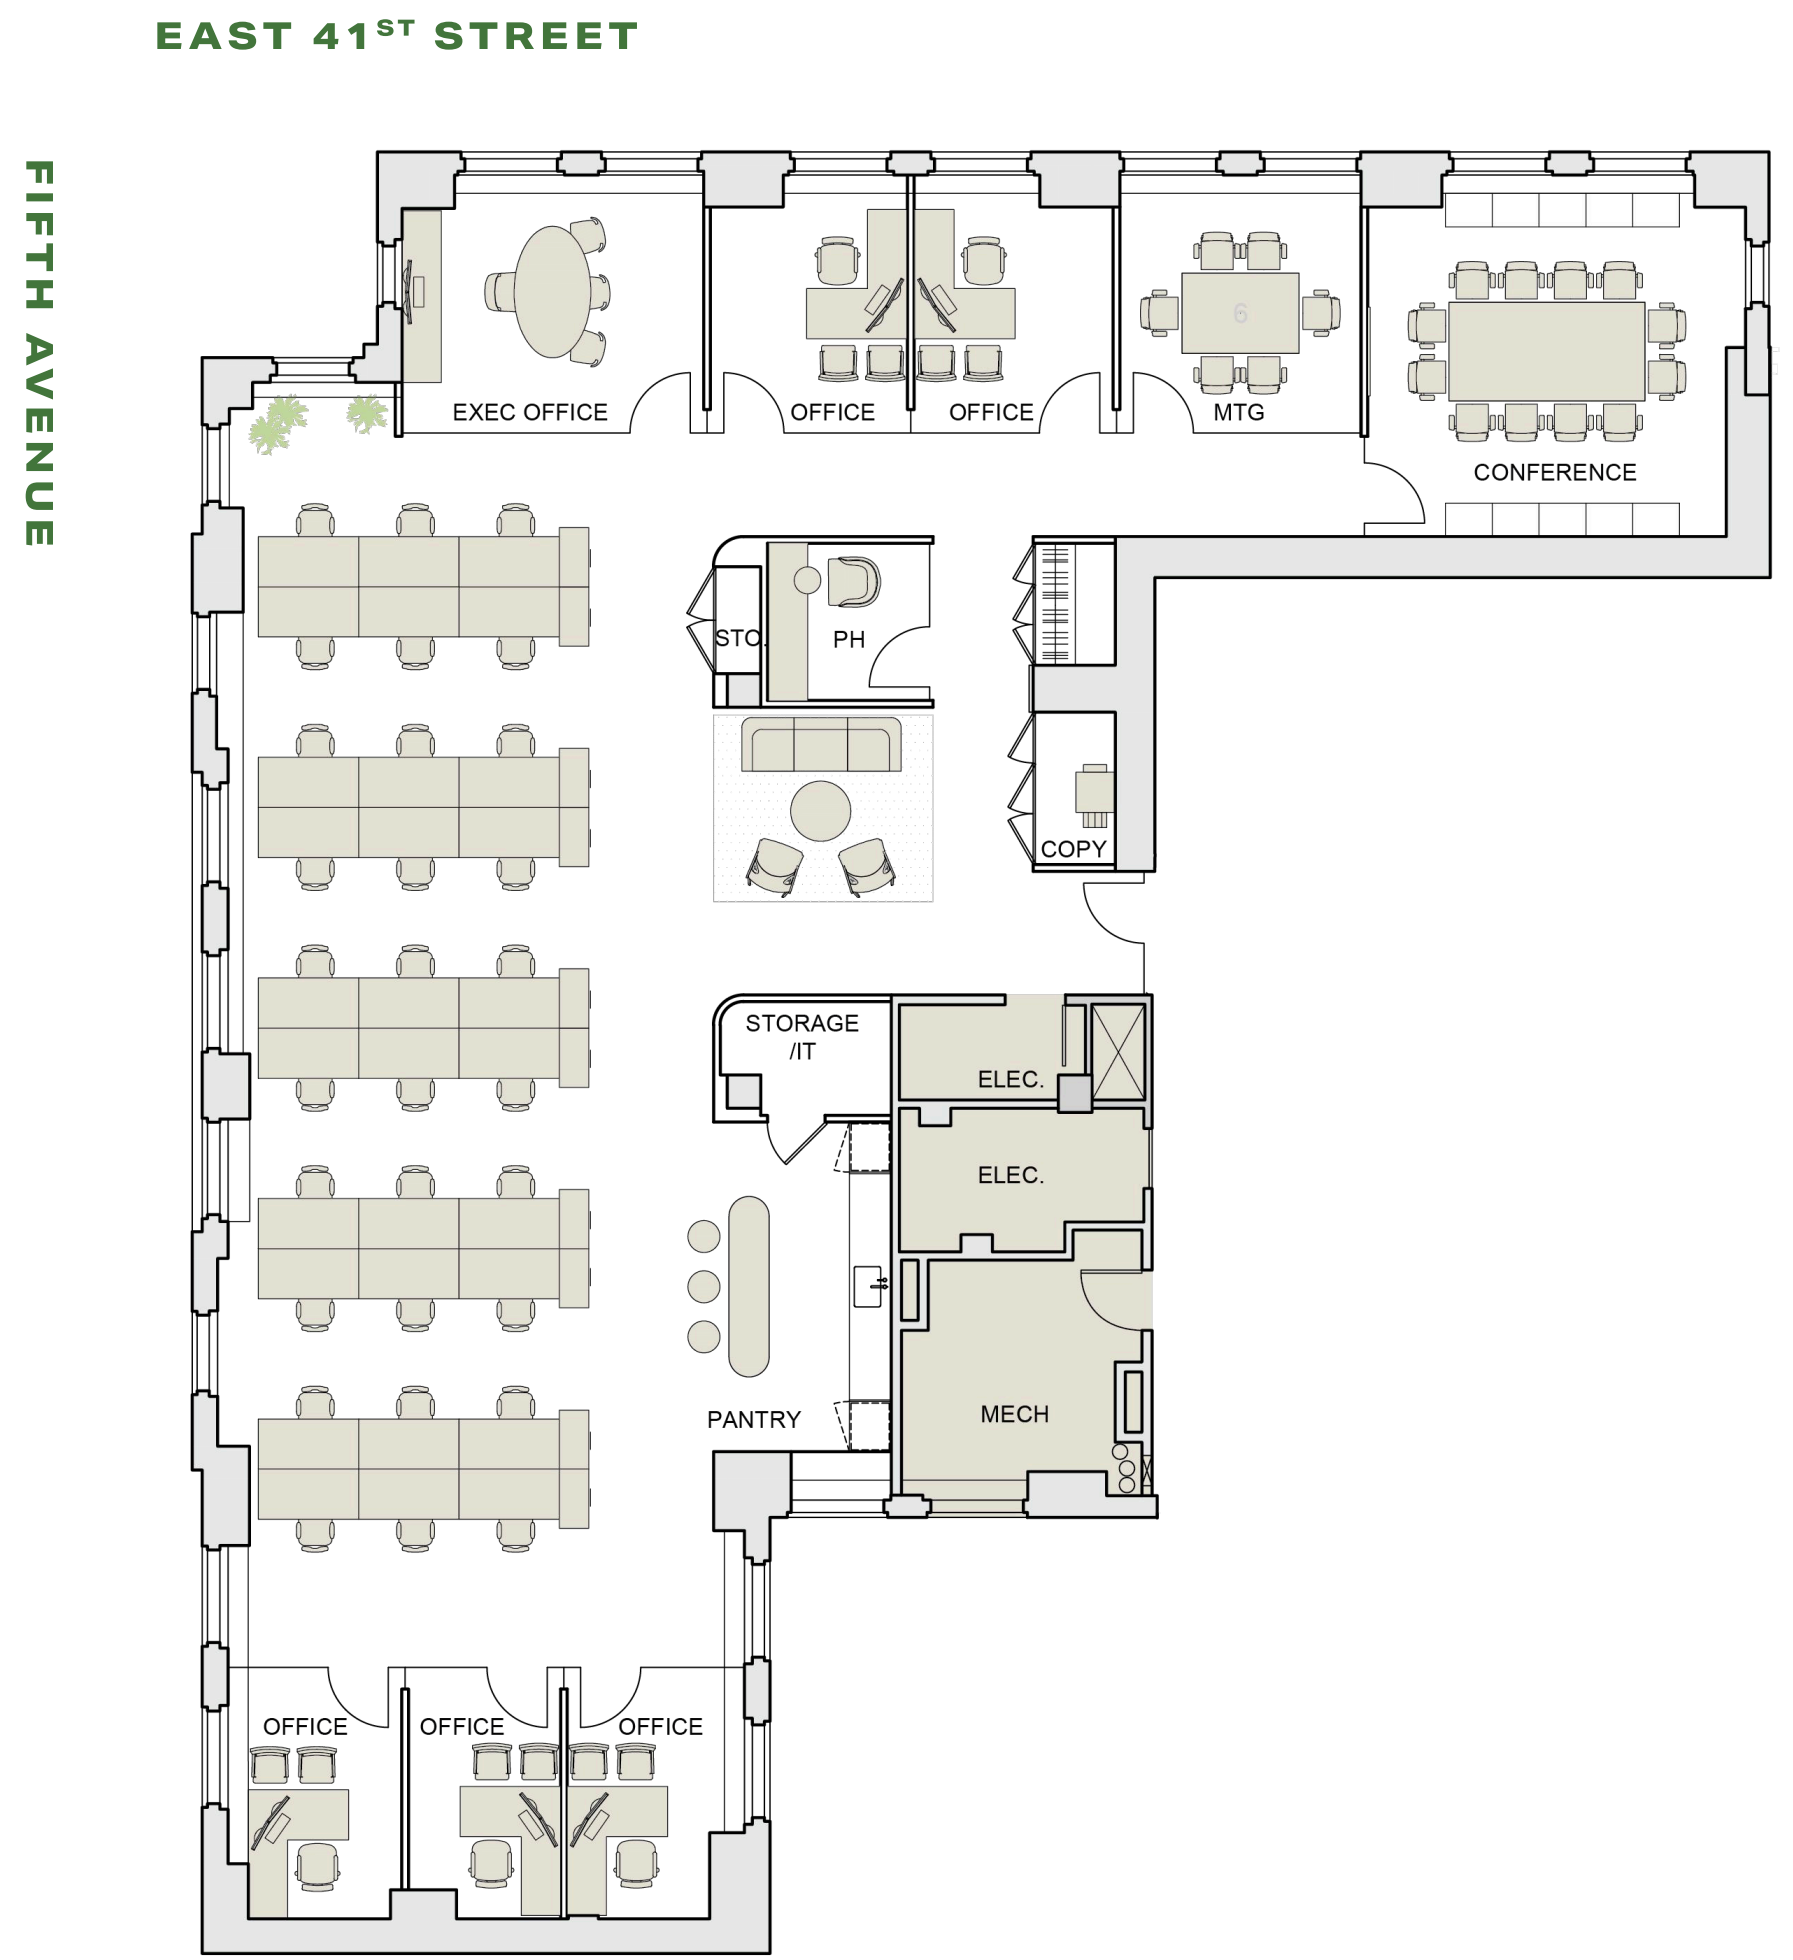 EAST 41ST STREET
FIFTH AVENUE
EXEC OFFICE
OFFICE
OFFICE
MTG
6
CONFERENCE
STO.
PH
COPY
STORAGE
/IT
ELEC.
ELEC.
PANTRY
MECH
OFFICE
OFFICE
OFFICE